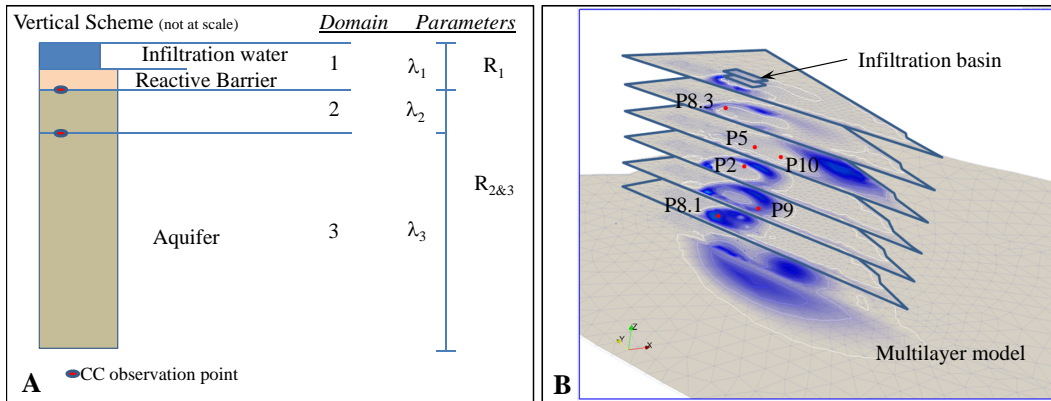 Vertical Scheme (not at scale) Domain Parameters
Infiltration water
1 λ1 R1
Reactive Barrier
2 λ2
R2&3
Aquifer 3 λ3
CC observation point
A
Infiltration basin
P8.3
P5
P2 P10
P8.1 P9
Z
Y X
Multilayer model
B